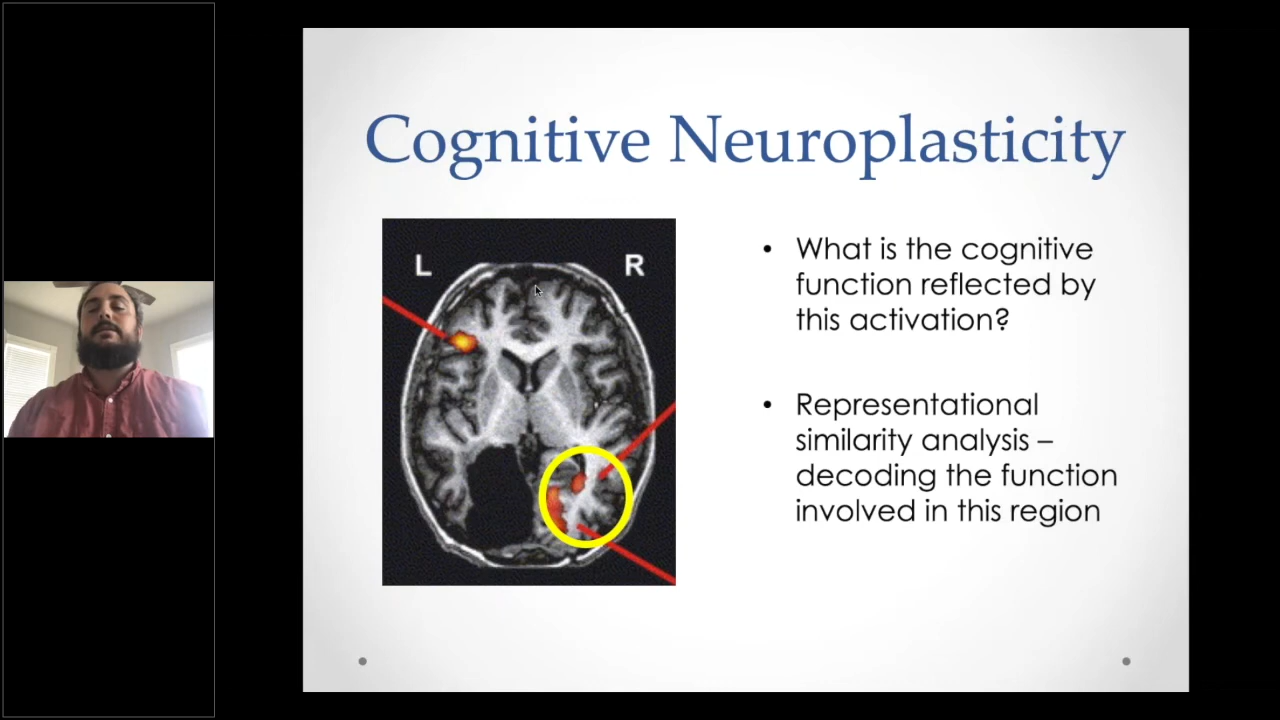 Cognitive Neuroplasticity
L
R
• What is the cognitive
function reflected by
this activation?
• Representational
similarity analysis –
decoding the function
involved in this region